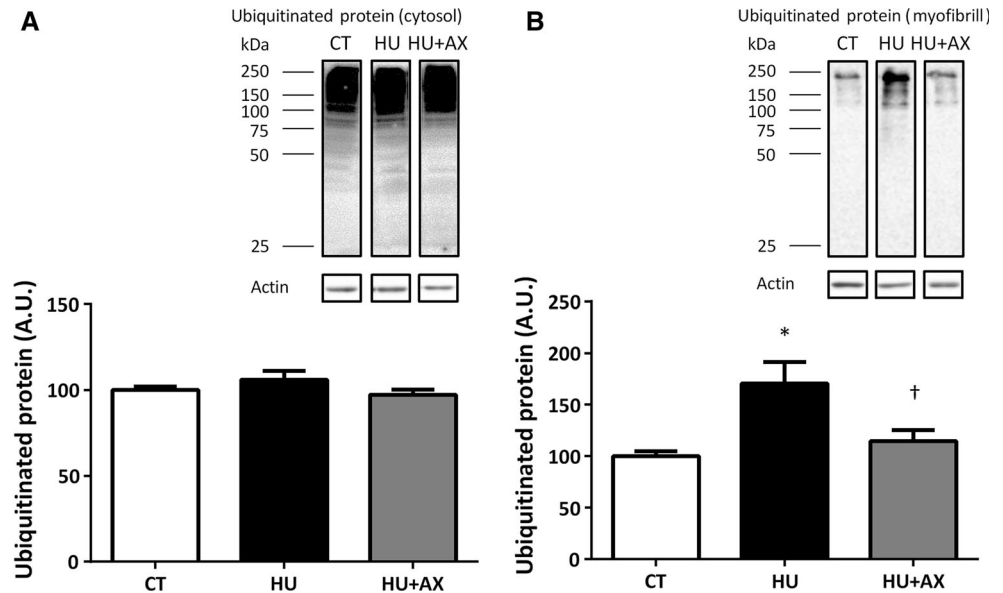 A
Ubiquitinated protein (cytosol)
kDa CT HU HU+AX
250
150
100
75
50
25
Actin
Ubiquitinated protein (A.U.)
150
100
50
0
CT HU HU+AX
B
Ubiquitinated protein (myofibrill)
kDa CT HU HU+AX
250
150
100
75
50
25
Actin
Ubiquitinated protein (A.U.)
250
200
150
100
50
0
*
†
CT HU HU+AX